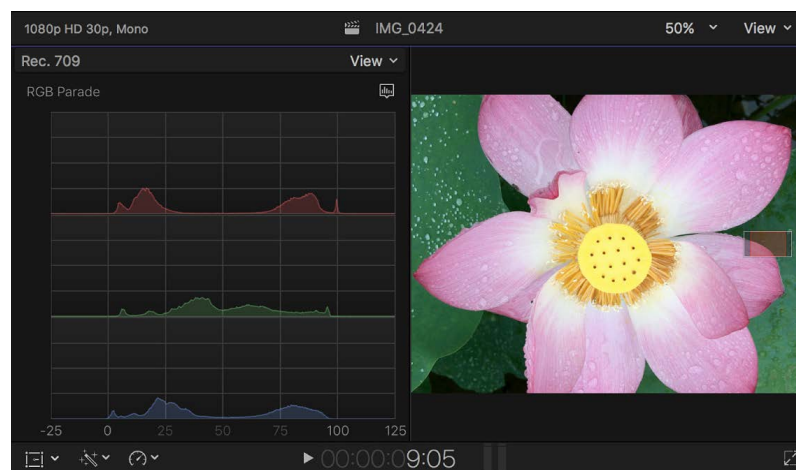 1080p HD 30p, Mono
IMG_0424
50%
View
Rec. 709
View
RGB Parade
-25 0 25 50 75 100 125
00:00:09:05